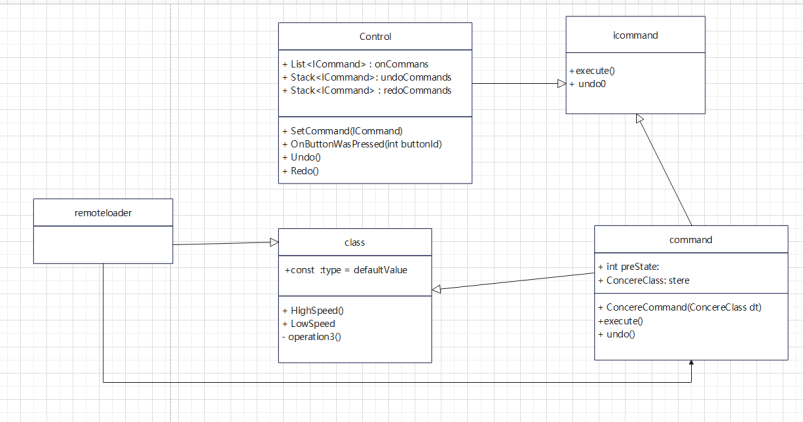 Control
+ List<ICommand> : onCommans
+ Stack<ICommand> : undoCommands
+ Stack<ICommand> : redoCommands
+ SetCommand(ICommand)
+ OnButtonWasPressed(int buttonId)
+ Undo()
+ Redo()
Icommand
+execute()
+ undo0
remoteloader
class
+const :type = defaultValue
+ HighSpeed()
+ LowSpeed
- operation3()
command
+ int preState:
+ ConcereClass: stere
+ ConcereCommand(ConcereClass dt)
+execute()
+ undo()